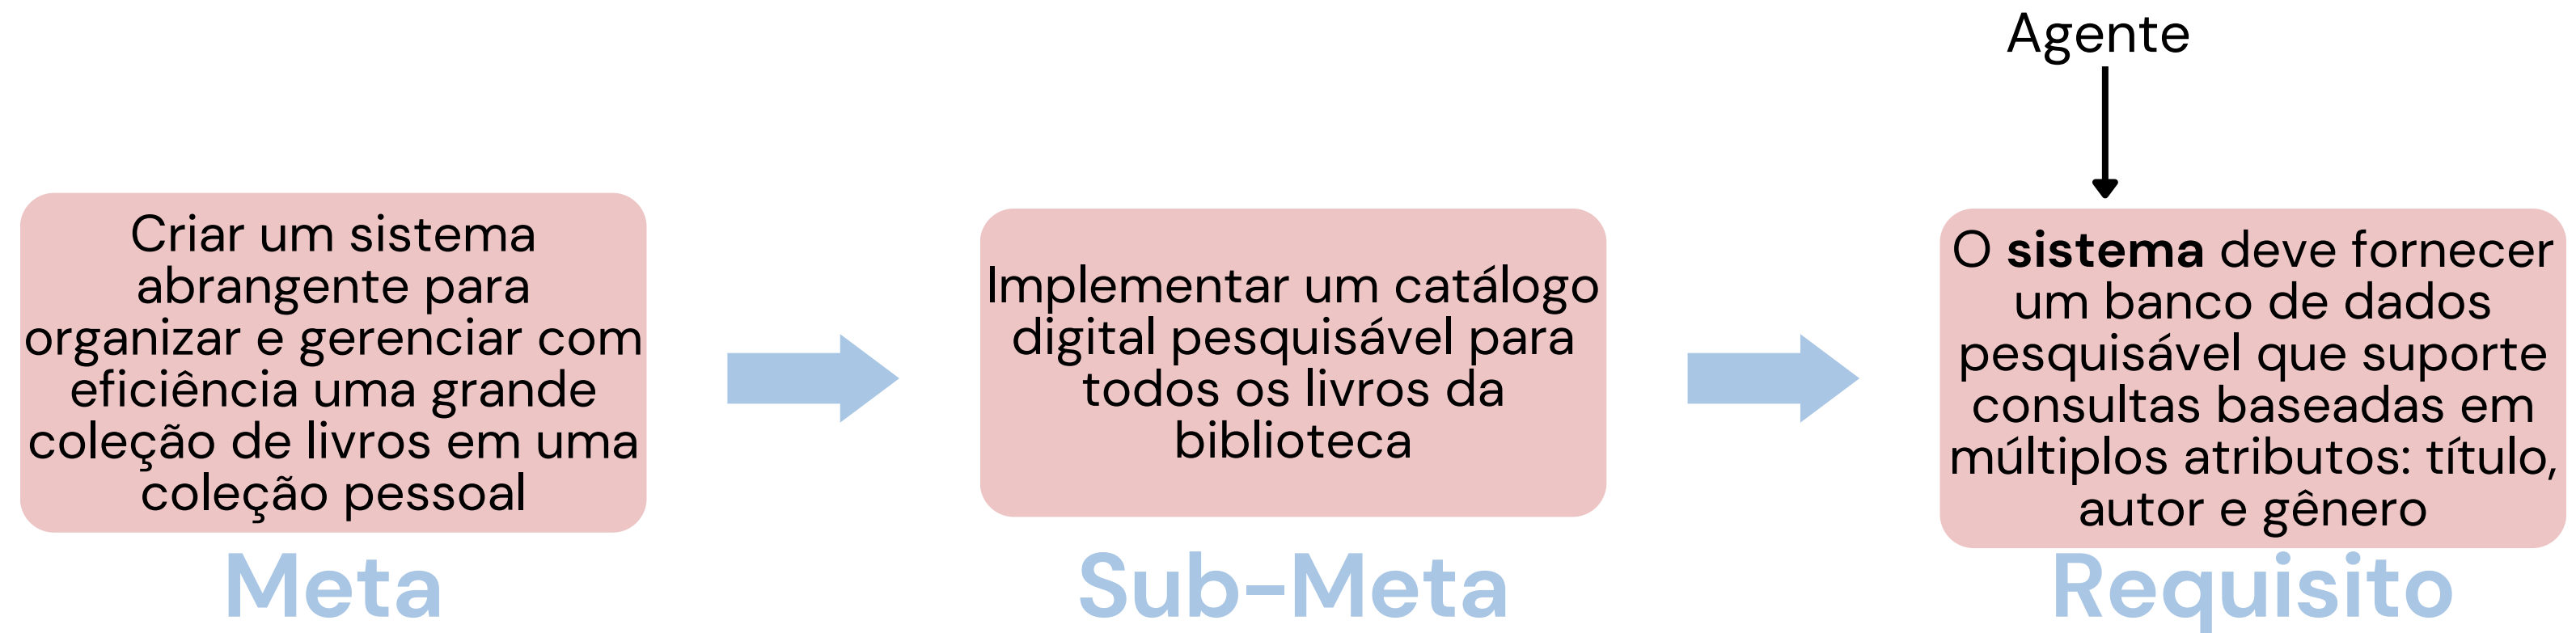 Agente
Criar um sistema
abrangente para
organizar e gerenciar com
eficiência uma grande
coleção de livros em uma
coleção pessoal
Meta
Implementar um catálogo
digital pesquisável para
todos os livros da
biblioteca
Sub-Meta
O sistema deve fornecer
um banco de dados
pesquisável que suporte
consultas baseadas em
múltiplos atributos: título,
autor e gênero
Requisito